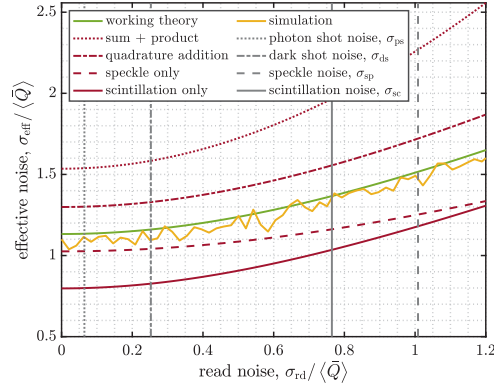 2.5
2
1.5
1
0.5
effective noise, σeff/⟨Q̄⟩
working theory
sum + product
quadrature addition
speckle only
scintillation only
simulation
photon shot noise, σps
dark shot noise, σds
speckle noise, σsp
scintillation noise, σsc
0 0.2 0.4 0.6 0.8 1 1.2
read noise, σrd/⟨Q̄⟩